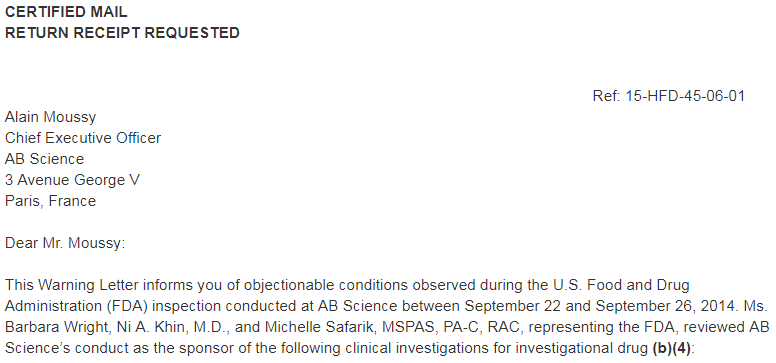 CERTIFIED MAIL
RETURN RECEIPT REQUESTED
Ref: 15-HFD-45-06-01
Alain Moussy
Chief Executive Officer
AB Science
3 Avenue George V
Paris, France
Dear Mr. Moussy:
This Warning Letter informs you of objectionable conditions observed during the U.S. Food and Drug
Administration (FDA) inspection conducted at AB Science between September 22 and September 26, 2014. Ms.
Barbara Wright, Ni A. Khin, M.D., and Michelle Safarik, MSPAS, PA-C, RAC, representing the FDA, reviewed AB
Science's conduct as the sponsor of the following clinical investigations for investigational drug (b)(4):